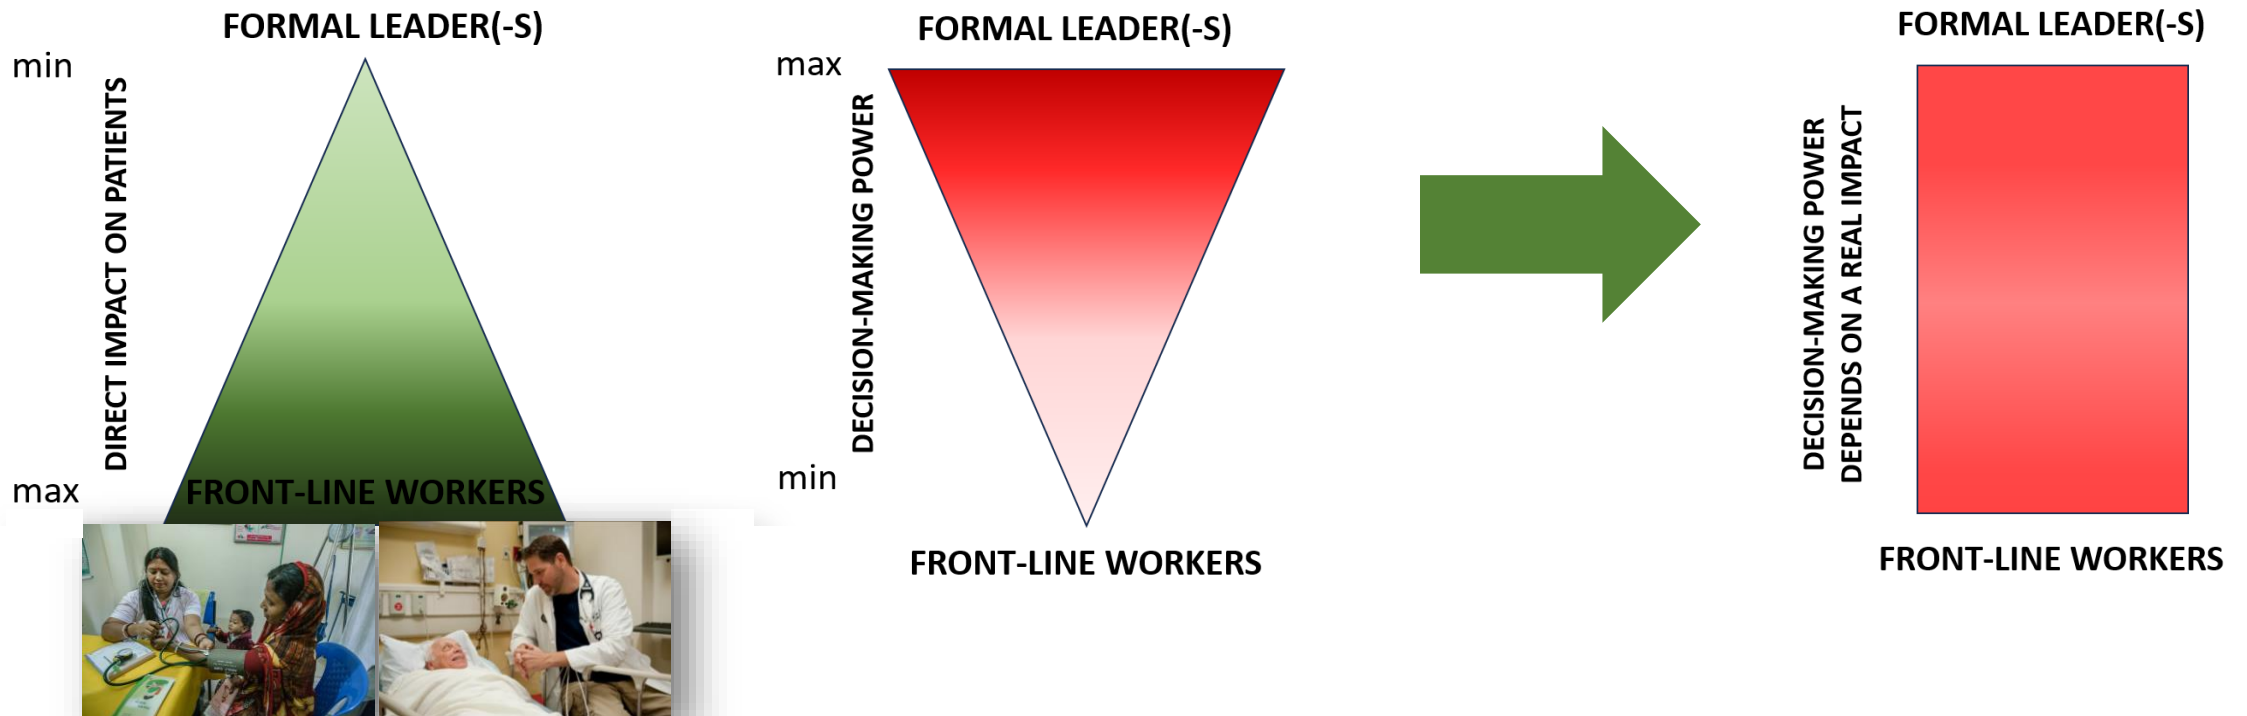 FORMAL LEADER(-S)
min
DIRECT IMPACT ON PATIENTS
max
FRONT-LINE WORKERS
FORMAL LEADER(-S)
max
DECISION-MAKING POWER
min
FRONT-LINE WORKERS
FORMAL LEADER(-S)
DECISION-MAKING POWER
DEPENDS ON A REAL IMPACT
FRONT-LINE WORKERS